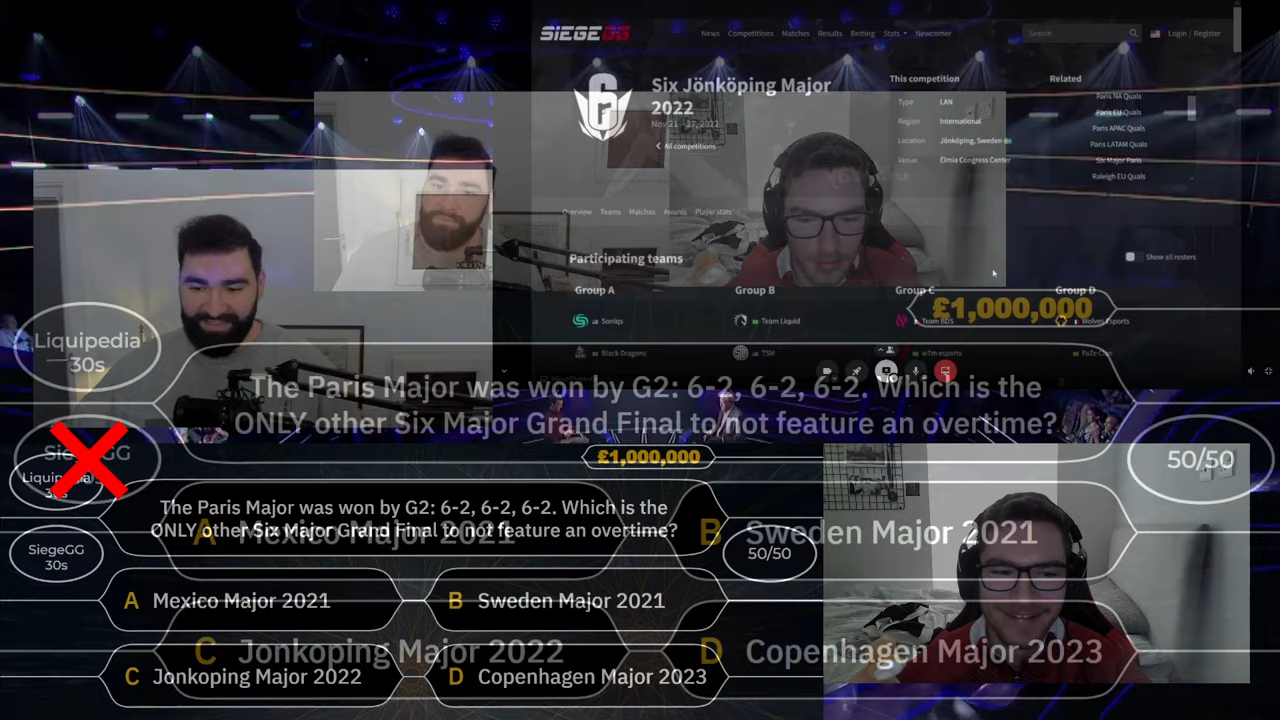 SIEGEGG
News Competitions Matches Results Betting Stats Newcomer
Search
Login / Register
Six Jönköping Major
2022
Nov 21 - 27, 2022
All competitions
This competition
Type LAN
Region International
Location Jönköping, Sweden
Venue Elmia Congress Center
Related
Paris NA Quals
Paris EU Quals
Paris APAC Quals
Paris LATAM Quals
Six Major Paris
Raleigh EU Quals
Overview Teams Matches Awards Player stats
Participating teams
Show all rosters
Group A Group B Group C Group D
Soniqs Team Liquid Team BDS Wolves Esports
Black Dragons TSM w7m esports FaZe Clan
£1,000,000
Liquipedia
30s
The Paris Major was won by G2: 6-2, 6-2, 6-2. Which is the
ONLY other Six Major Grand Final to not feature an overtime?
SiegeGG
50/50
A Mexico Major 2021
B Sweden Major 2021
C Jonkoping Major 2022
D Copenhagen Major 2023
£1,000,000
Liquipedia
30s
The Paris Major was won by G2: 6-2, 6-2, 6-2. Which is the
ONLY other Six Major Grand Final to not feature an overtime?
SiegeGG
30s
50/50
A Mexico Major 2021
B Sweden Major 2021
C Jonkoping Major 2022
D Copenhagen Major 2023